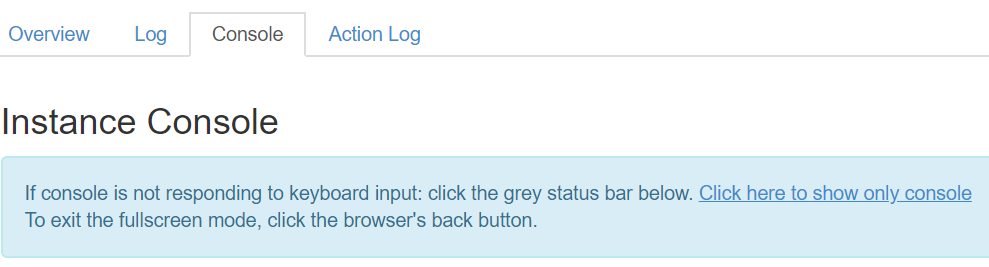 Overview Log Console Action Log
Instance Console
If console is not responding to keyboard input: click the grey status bar below. Click here to show only console
To exit the fullscreen mode, click the browser's back button.